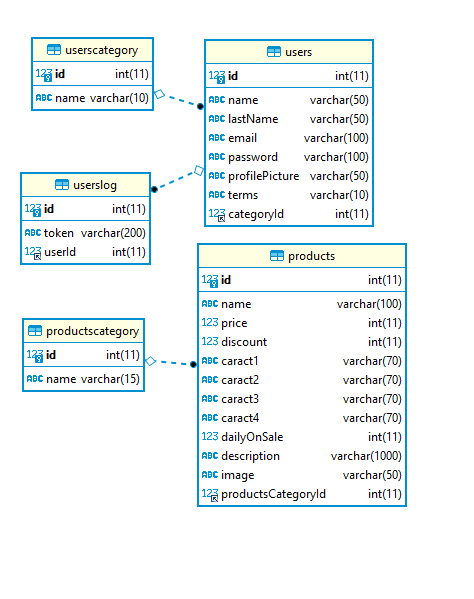 userscategory
123 id int(11)
ABC name varchar(10)
users
123 id int(11)
ABC name varchar(50)
ABC lastName varchar(50)
ABC email varchar(100)
ABC password varchar(100)
ABC profilePicture varchar(50)
ABC terms varchar(10)
123 categoryId int(11)
userslog
123 id int(11)
ABC token varchar(200)
123 userId int(11)
products
123 id int(11)
ABC name varchar(100)
123 price int(11)
123 discount int(11)
ABC caract1 varchar(70)
ABC caract2 varchar(70)
ABC caract3 varchar(70)
ABC caract4 varchar(70)
123 dailyOnSale int(11)
ABC description varchar(1000)
ABC image varchar(50)
123 productsCategoryId int(11)
productscategory
123 id int(11)
ABC name varchar(15)